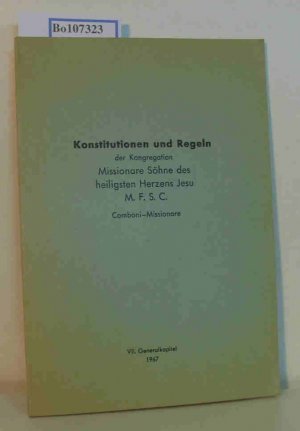 Bo107323
Konstitutionen und Regeln
der Kongregation
Missionare Söhne des
heiligsten Herzens Jesu
M. F. S. C.
Comboni-Missionare
VII. Generalkapitel
1967